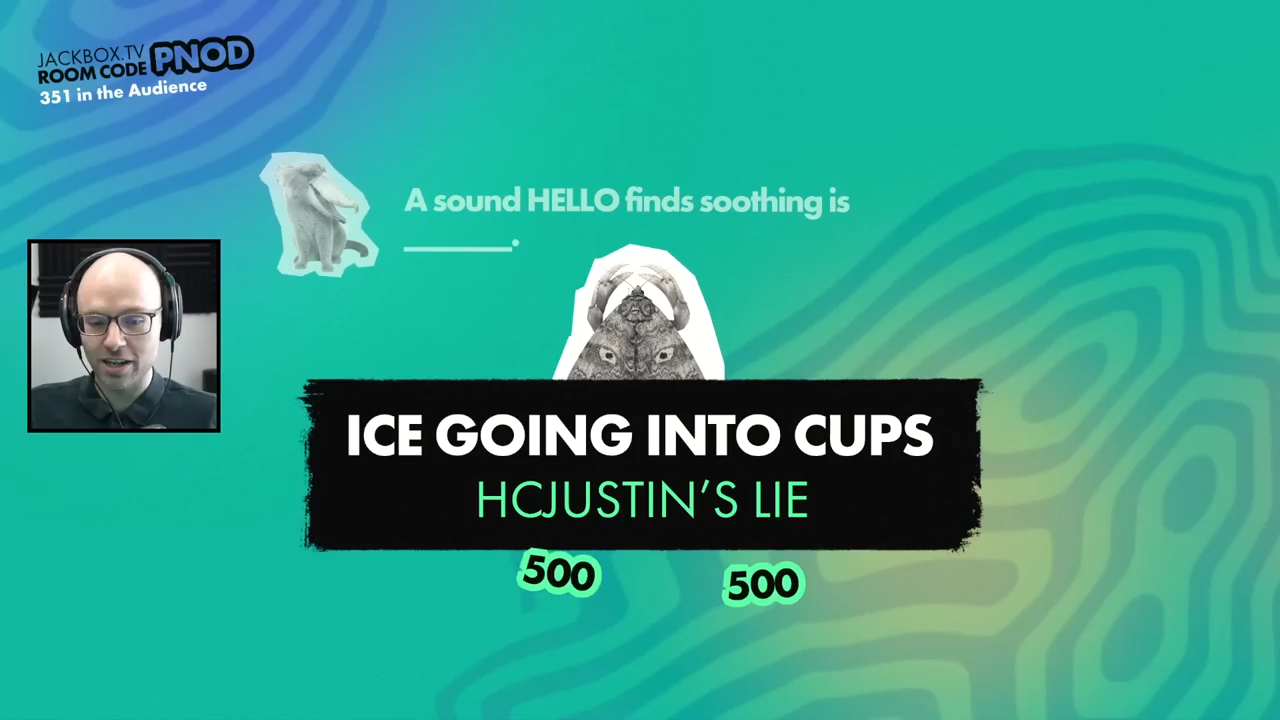 JACKBOX.TV
ROOM CODE PNOD
351 in the Audience
A sound HELLO finds soothing is
________.
ICE GOING INTO CUPS
HCJUSTIN'S LIE
500 500